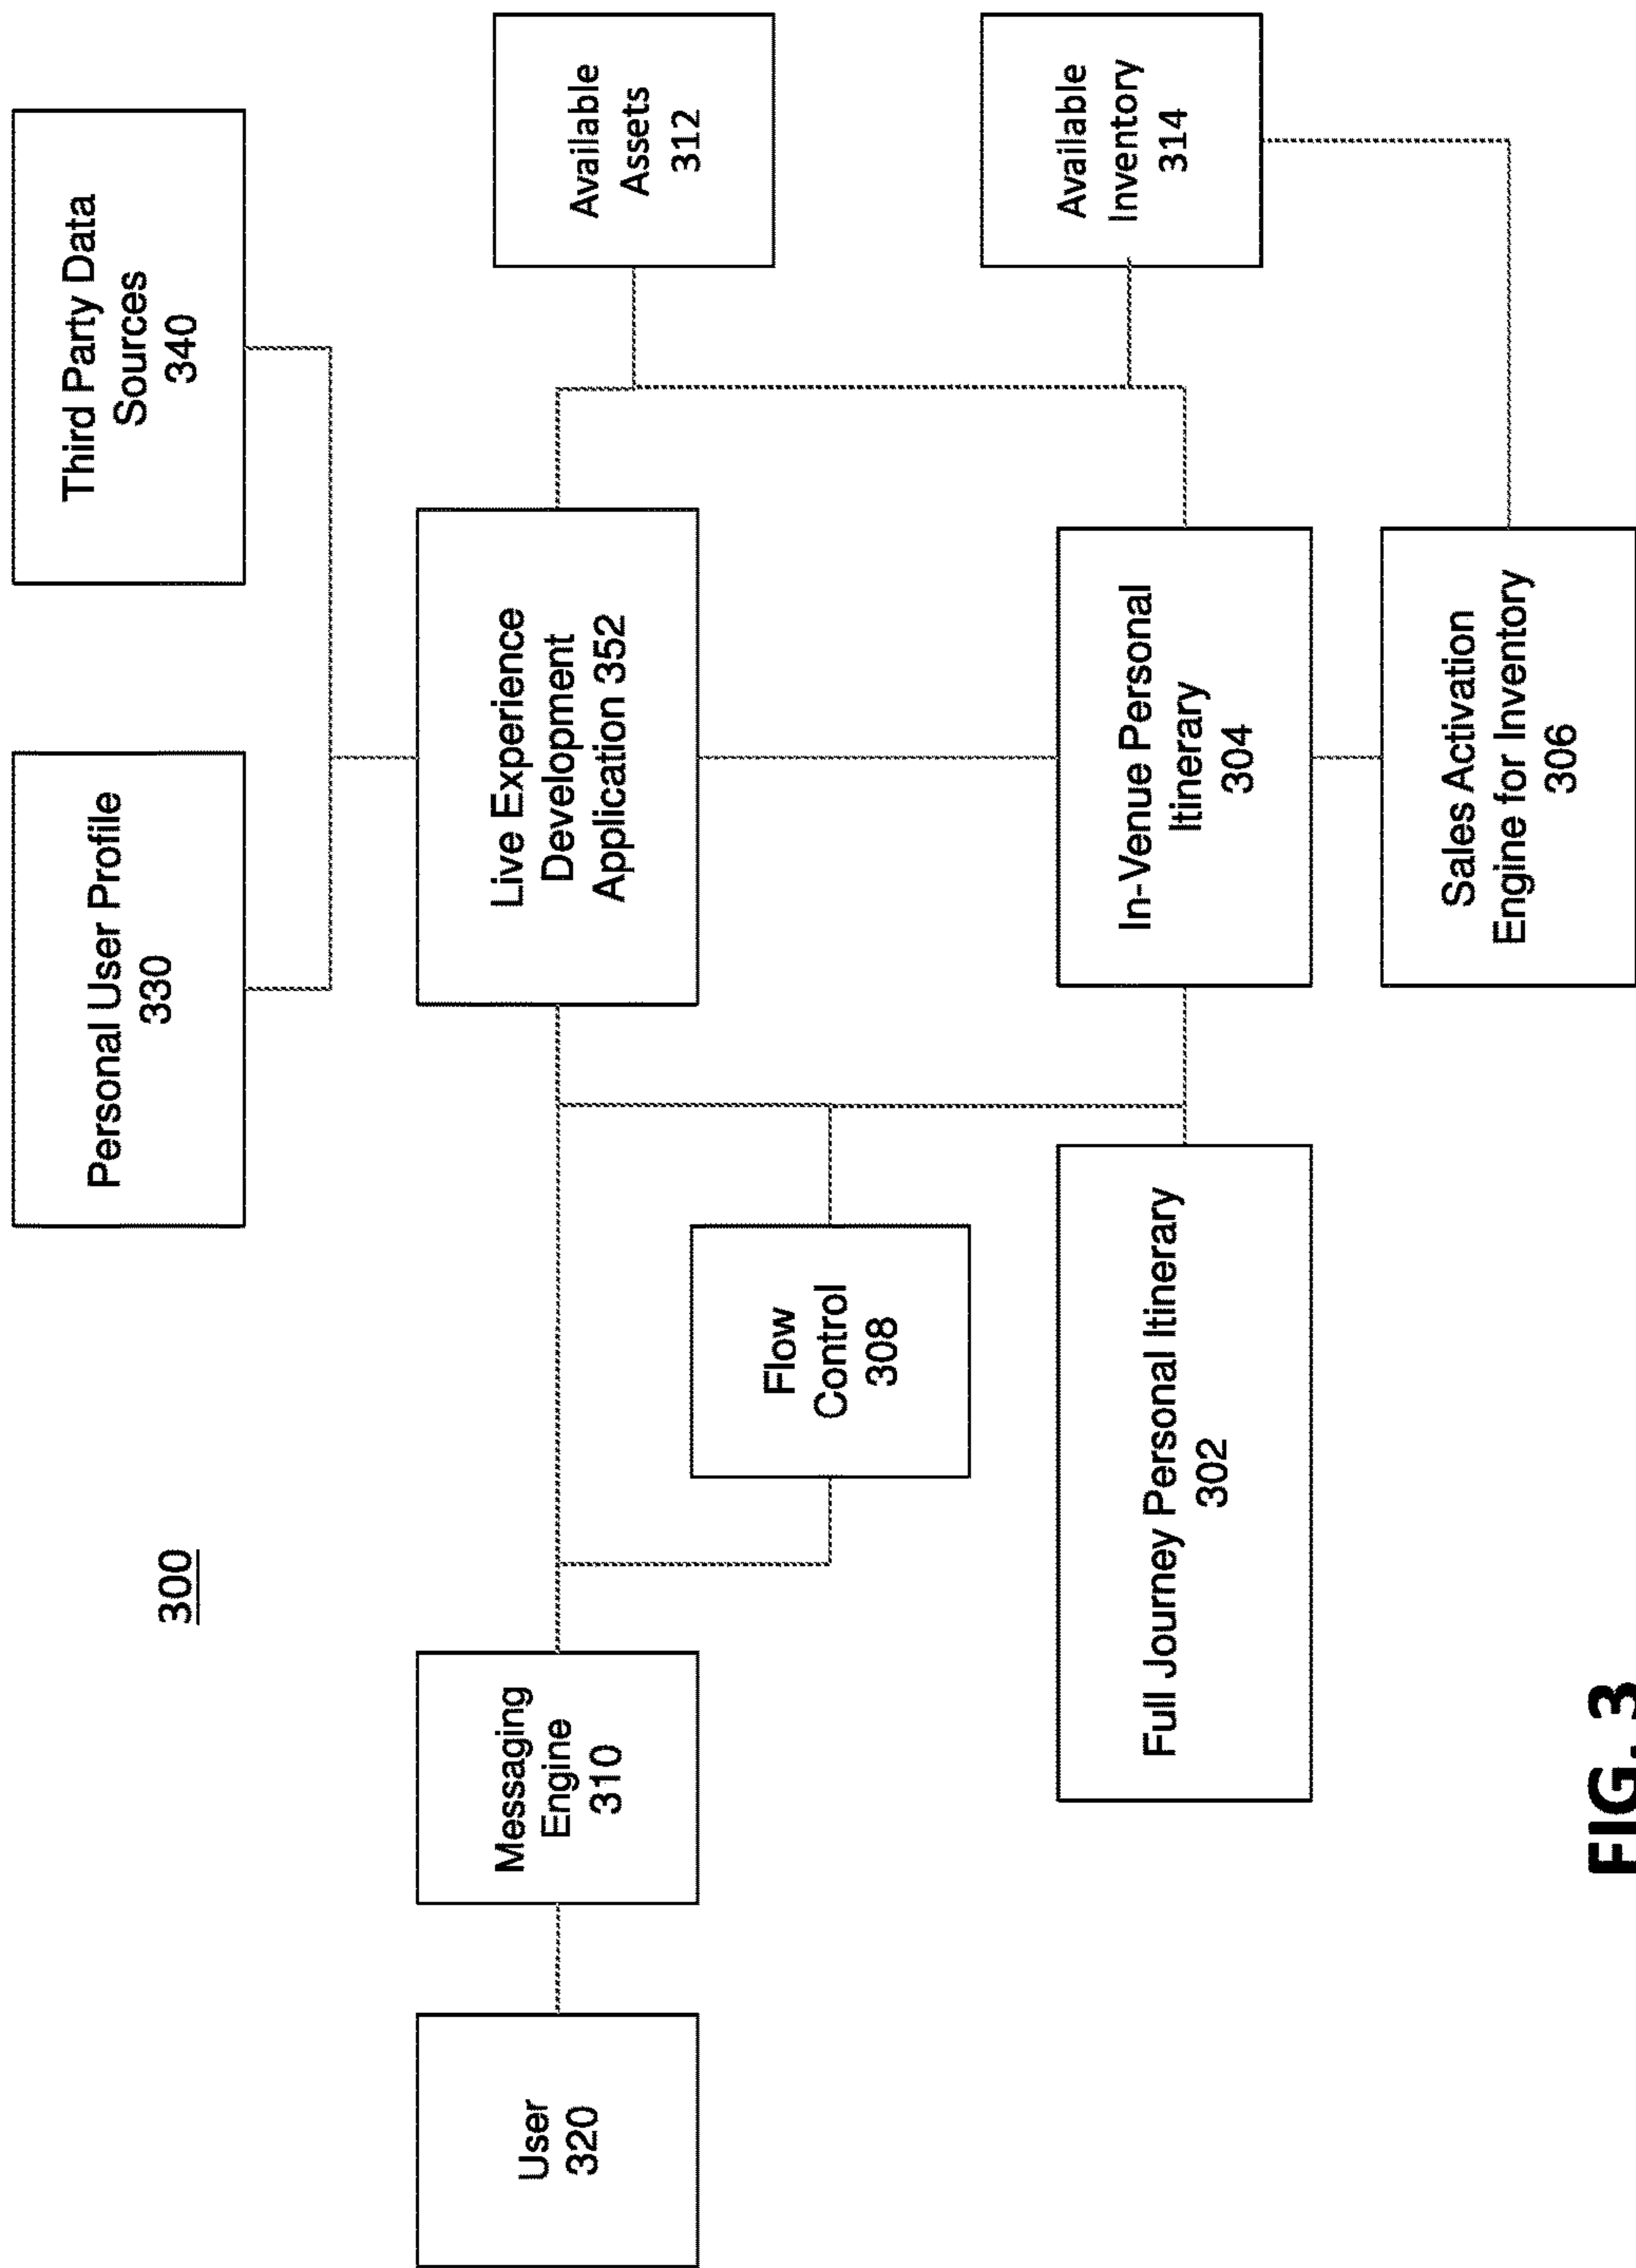 300
Personal User Profile
330
Third Party Data
Sources
340
User
320
Messaging
Engine
310
Live Experience
Development
Application 352
Available
Assets
312
Flow
Control
308
Full Journey Personal Itinerary
302
In-Venue Personal
Itinerary
304
Available
Inventory
314
Sales Activation
Engine for Inventory
306
FIG. 3